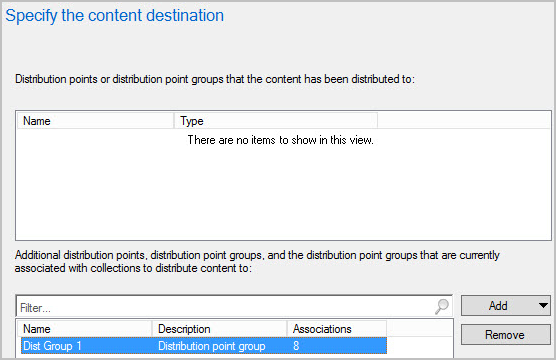 Specify the content destination
Distribution points or distribution point groups that the content has been distributed to:
Name Type
There are no items to show in this view.
Additional distribution points, distribution point groups, and the distribution point groups that are currently
associated with collections to distribute content to:
Filter... Add
Name Description Associations Remove
Dist Group 1 Distribution point group 8